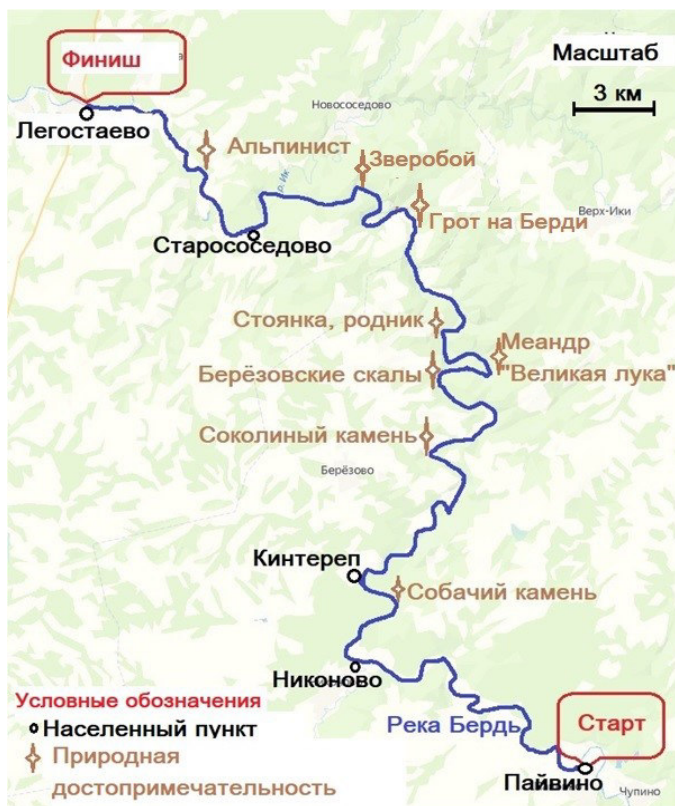 Финиш
Масштаб
3 км
Новососедово
Легостаево
Альпинист
Зверобой
р. Ик
Верх-Ики
Грот на Берди
Старососедово
Стоянка, родник
Меандр
"Великая лука"
Берёзовские скалы
Соколиный камень
Берёзово
Кинтереп
Собачий камень
Никоново
Условные обозначения
Населенный пункт
Река Бердь
Старт
Природная
достопримечательность
Пайвино
Чупино